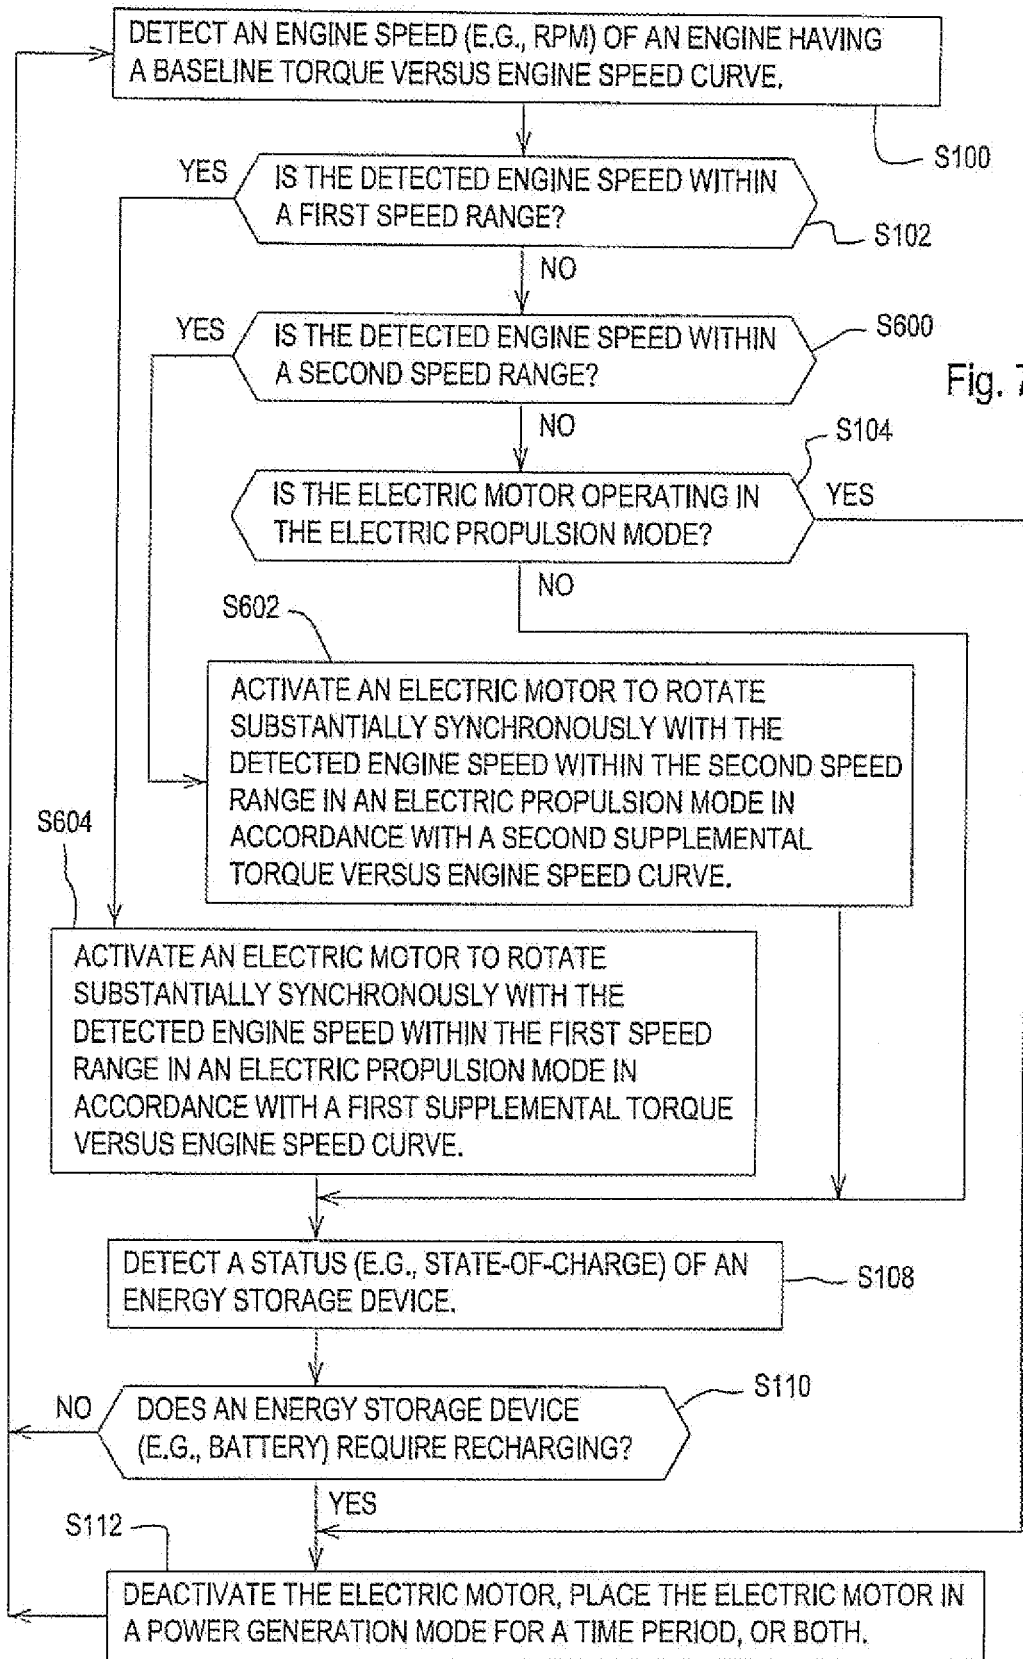 DETECT AN ENGINE SPEED (E.G., RPM) OF AN ENGINE HAVING
A BASELINE TORQUE VERSUS ENGINE SPEED CURVE.
S100
YES
IS THE DETECTED ENGINE SPEED WITHIN
A FIRST SPEED RANGE?
S102
NO
YES
IS THE DETECTED ENGINE SPEED WITHIN
A SECOND SPEED RANGE?
S600
Fig. 7
NO
S104
IS THE ELECTRIC MOTOR OPERATING IN
THE ELECTRIC PROPULSION MODE?
YES
NO
S602
ACTIVATE AN ELECTRIC MOTOR TO ROTATE
SUBSTANTIALLY SYNCHRONOUSLY WITH THE
DETECTED ENGINE SPEED WITHIN THE SECOND SPEED
RANGE IN AN ELECTRIC PROPULSION MODE IN
ACCORDANCE WITH A SECOND SUPPLEMENTAL
TORQUE VERSUS ENGINE SPEED CURVE.
S604
ACTIVATE AN ELECTRIC MOTOR TO ROTATE
SUBSTANTIALLY SYNCHRONOUSLY WITH THE
DETECTED ENGINE SPEED WITHIN THE FIRST SPEED
RANGE IN AN ELECTRIC PROPULSION MODE IN
ACCORDANCE WITH A FIRST SUPPLEMENTAL TORQUE
VERSUS ENGINE SPEED CURVE.
DETECT A STATUS (E.G., STATE-OF-CHARGE) OF AN
ENERGY STORAGE DEVICE.
S108
NO
DOES AN ENERGY STORAGE DEVICE
(E.G., BATTERY) REQUIRE RECHARGING?
S110
YES
S112
DEACTIVATE THE ELECTRIC MOTOR, PLACE THE ELECTRIC MOTOR IN
A POWER GENERATION MODE FOR A TIME PERIOD, OR BOTH.